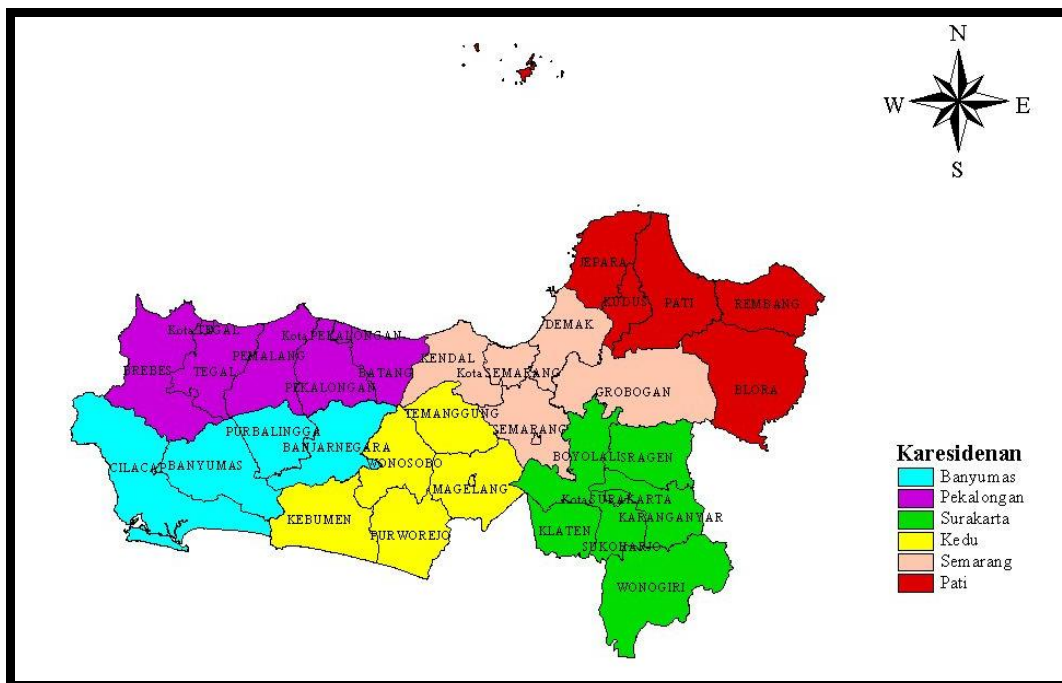 N
W
E
S
JEPARA
KUDUS
PATI
REMBANG
DEMAK
Kota TEGAL
Kota PEKALONGAN
PEMALANG
KENDAL
BREBES
TEGAL
BATANG
Kota SEMARANG
PEKALONGAN
BLORA
GROBOGAN
TEMANGGUNG
PURBALINGGA
SEMARANG
BANJARNEGARA
CILACAP
BANYUMAS
WONOSOBO
BOYOLALI
SRAGEN
MAGELANG
Kota SURAKARTA
KEBUMEN
KARANGANYAR
PURWOREJO
KLATEN
SUKOHARJO
WONOGIRI
Karesidenan
Banyumas
Pekalongan
Surakarta
Kedu
Semarang
Pati